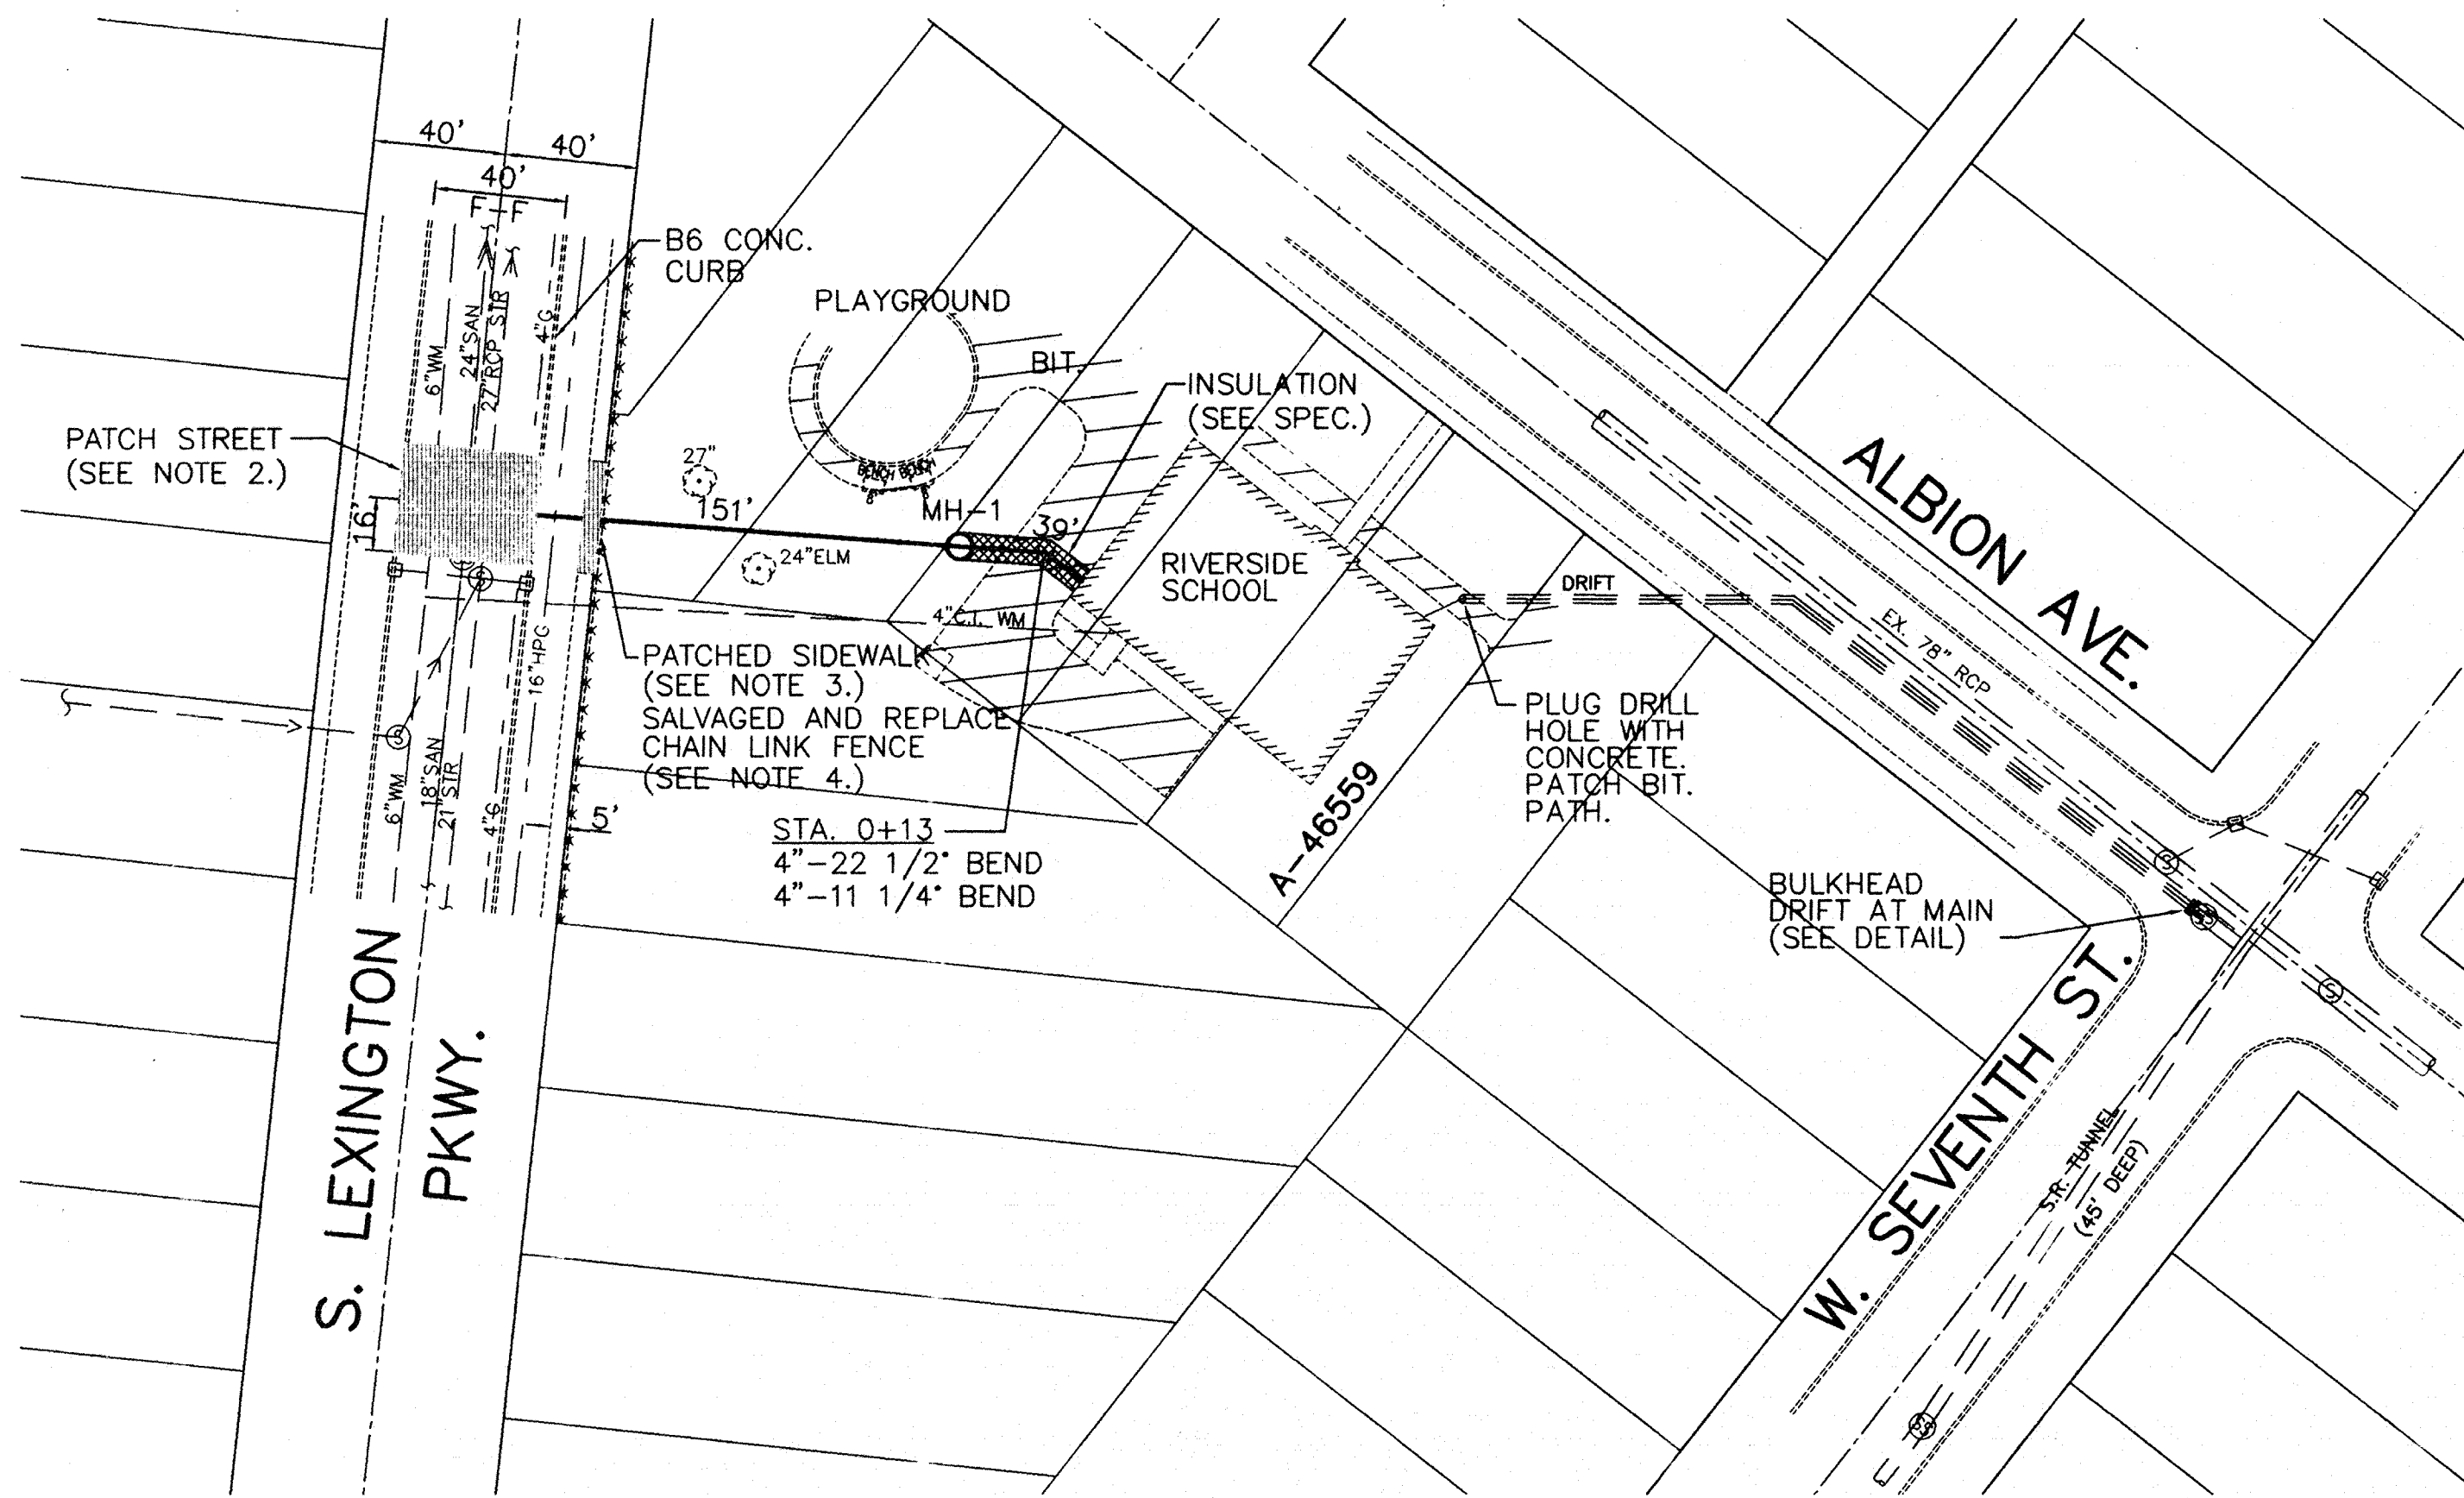 40'
40'
40'
F-F
B6 CONC.
CURB
6"WM
24"SAN
27"RCP STR
4"G
PLAYGROUND
BIT.
INSULATION
(SEE SPEC.)
PATCH STREET
(SEE NOTE 2.)
16'
27"
151'
BENCH BENCH
MH-1
39'
24"ELM
RIVERSIDE
SCHOOL
4"C.I. WM
DRIFT
ALBION AVE.
EX. 78" RCP
PATCHED SIDEWALK
(SEE NOTE 3.)
SALVAGED AND REPLACE
CHAIN LINK FENCE
(SEE NOTE 4.)
16"HPG
6"WM
18"SAN
21"STR
4"G
5'
STA. 0+13
4"-22 1/2° BEND
4"-11 1/4° BEND
A-46559
PLUG DRILL
HOLE WITH
CONCRETE.
PATCH BIT.
PATH.
BULKHEAD
DRIFT AT MAIN
(SEE DETAIL)
S. LEXINGTON
PKWY.
W. SEVENTH ST.
S.R. TUNNEL
(45' DEEP)
S
S
S
S